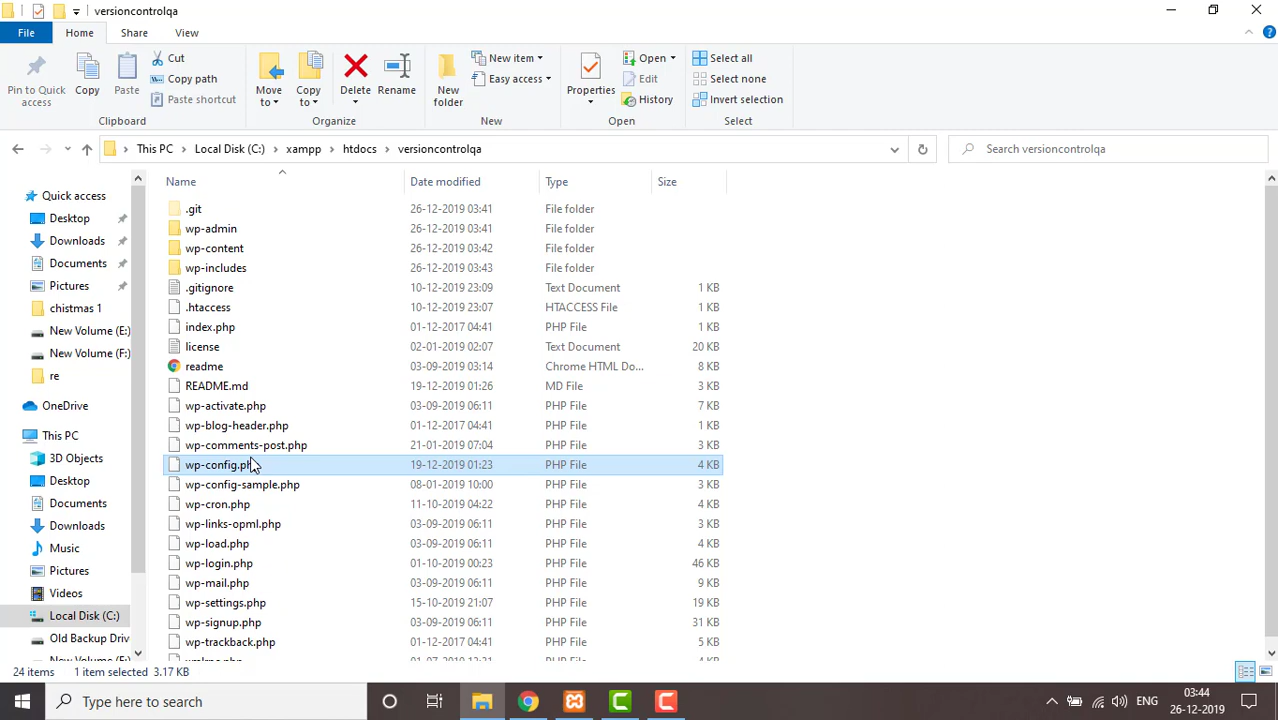 versioncontrolqa
File Home Share View
Pin to Quick access
Copy
Paste
Cut
Copy path
Paste shortcut
Clipboard
Move to
Copy to
Delete
Rename
Organize
New folder
New item
Easy access
New
Properties
Open
Edit
History
Open
Select all
Select none
Invert selection
Select
This PC > Local Disk (C:) > xampp > htdocs > versioncontrolqa
Search versioncontrolqa
Name Date modified Type Size
Quick access
Desktop
Downloads
Documents
Pictures
chistmas 1
New Volume (E:)
New Volume (F:)
re
OneDrive
This PC
3D Objects
Desktop
Documents
Downloads
Music
Pictures
Videos
Local Disk (C:)
Old Backup Driv
.git 26-12-2019 03:41 File folder
wp-admin 26-12-2019 03:41 File folder
wp-content 26-12-2019 03:42 File folder
wp-includes 26-12-2019 03:43 File folder
.gitignore 10-12-2019 23:09 Text Document 1 KB
.htaccess 10-12-2019 23:07 HTACCESS File 1 KB
index.php 01-12-2017 04:41 PHP File 1 KB
license 02-01-2019 02:07 Text Document 20 KB
readme 03-09-2019 03:14 Chrome HTML Do... 8 KB
README.md 19-12-2019 01:26 MD File 3 KB
wp-activate.php 03-09-2019 06:11 PHP File 7 KB
wp-blog-header.php 01-12-2017 04:41 PHP File 1 KB
wp-comments-post.php 21-01-2019 07:04 PHP File 3 KB
wp-config.ph 19-12-2019 01:23 PHP File 4 KB
wp-config-sample.php 08-01-2019 10:00 PHP File 3 KB
wp-cron.php 11-10-2019 04:22 PHP File 4 KB
wp-links-opml.php 03-09-2019 06:11 PHP File 3 KB
wp-load.php 03-09-2019 06:11 PHP File 4 KB
wp-login.php 01-10-2019 00:23 PHP File 46 KB
wp-mail.php 03-09-2019 06:11 PHP File 9 KB
wp-settings.php 15-10-2019 21:07 PHP File 19 KB
wp-signup.php 03-09-2019 06:11 PHP File 31 KB
wp-trackback.php 01-12-2017 04:41 PHP File 5 KB
24 items 1 item selected 3.17 KB
Type here to search
ENG
03:44
26-12-2019